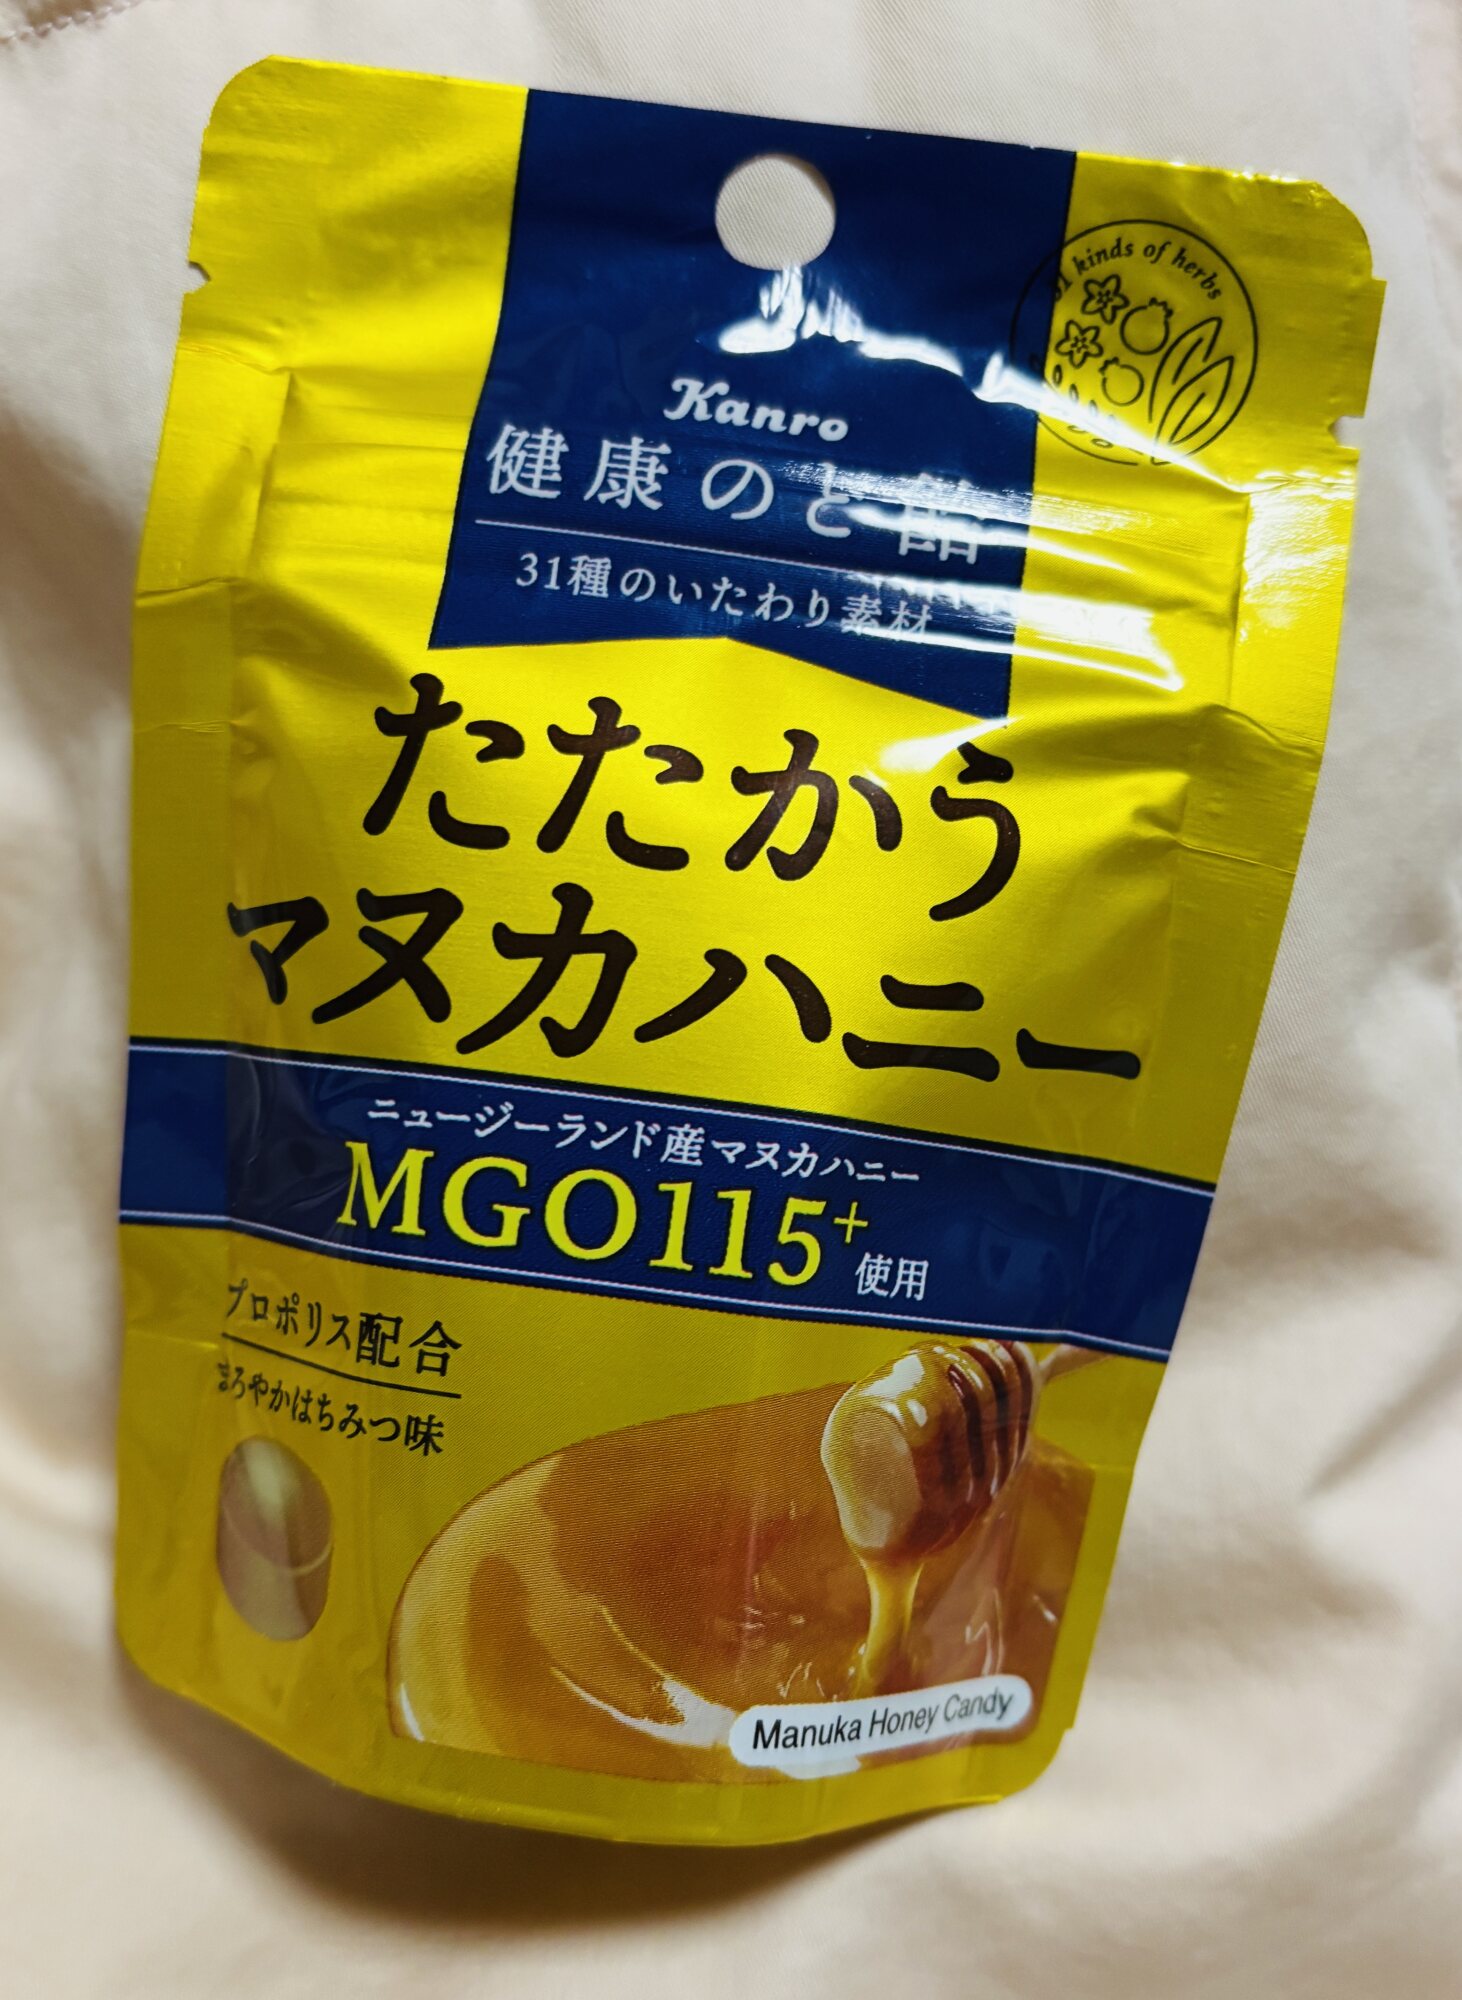 31 kinds of herbs
Kanro
健康のど飴
31種のいたわり素材
たたかう
マヌカハニー
ニュージーランド産マヌカハニー
MGO115+使用
プロポリス配合
まろやかはちみつ味
Manuka Honey Candy